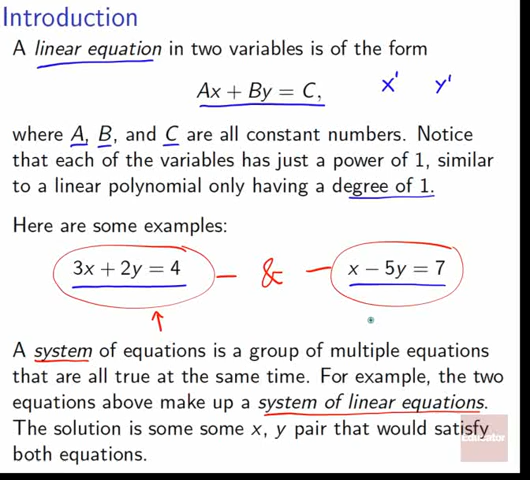 Introduction
A linear equation in two variables is of the form
Ax + By = C,    x¹    y¹
where A, B, and C are all constant numbers. Notice
that each of the variables has just a power of 1, similar
to a linear polynomial only having a degree of 1.
Here are some examples:
3x + 2y = 4 – & – x − 5y = 7
A system of equations is a group of multiple equations
that are all true at the same time. For example, the two
equations above make up a system of linear equations.
The solution is some some x, y pair that would satisfy
both equations.
Educator